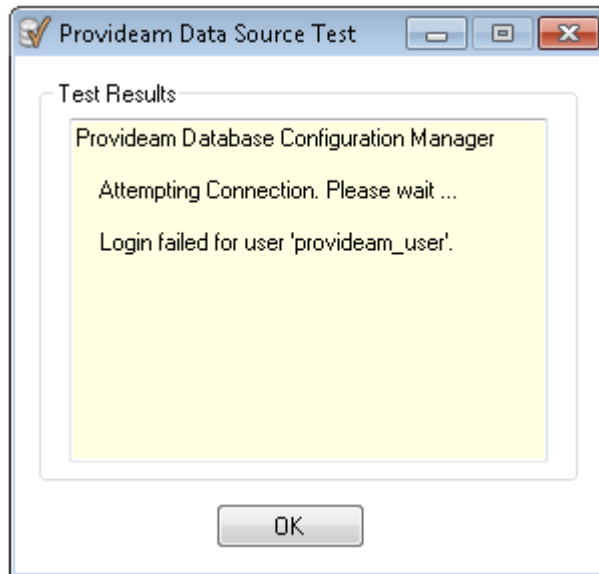 Provideam Data Source Test
Test Results
Provideam Database Configuration Manager
Attempting Connection. Please wait ...
Login failed for user 'provideam_user'.
OK